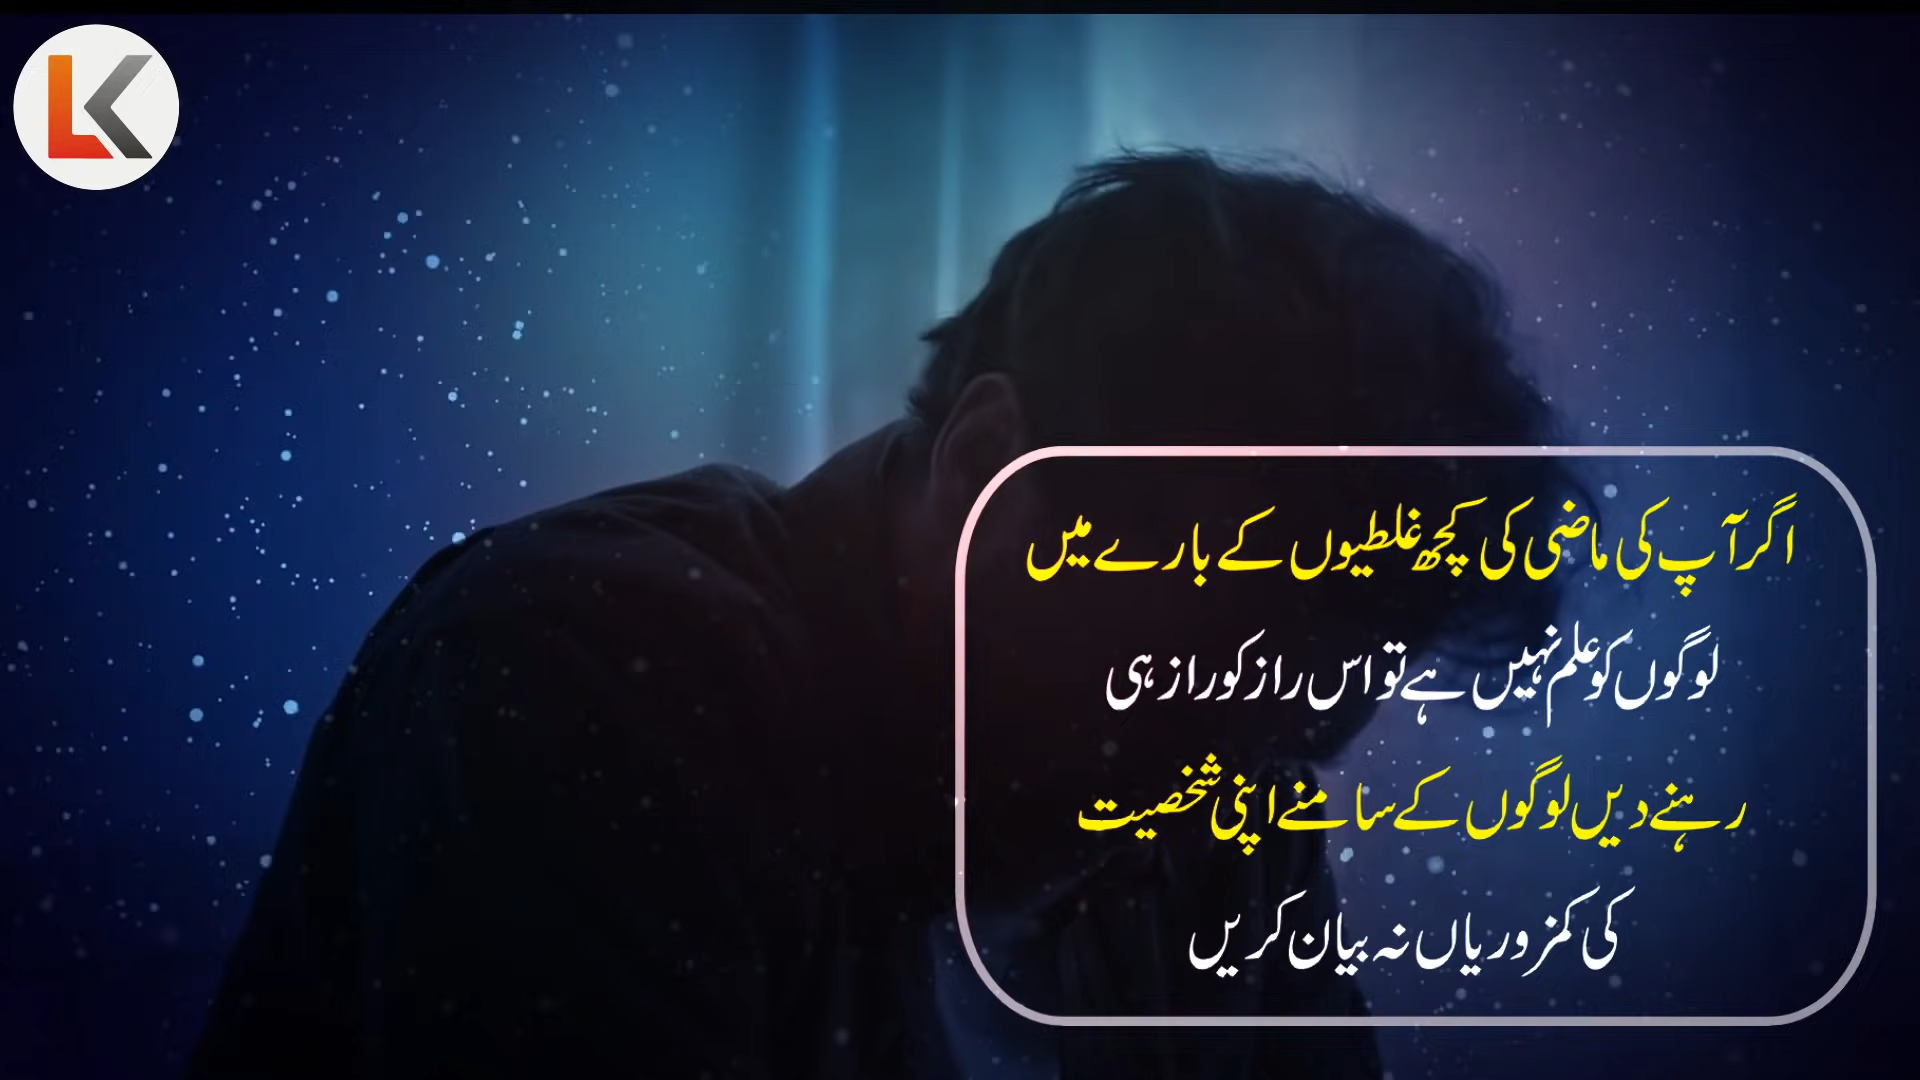 LK
اگر آپ کی ماضی کی کچھ غلطیوں کے بارے میں
لوگوں کو علم نہیں ہے تو اس راز کو راز ہی
رہنے دیں لوگوں کے سامنے اپنی شخصیت
کی کمزوریاں نہ بیان کریں